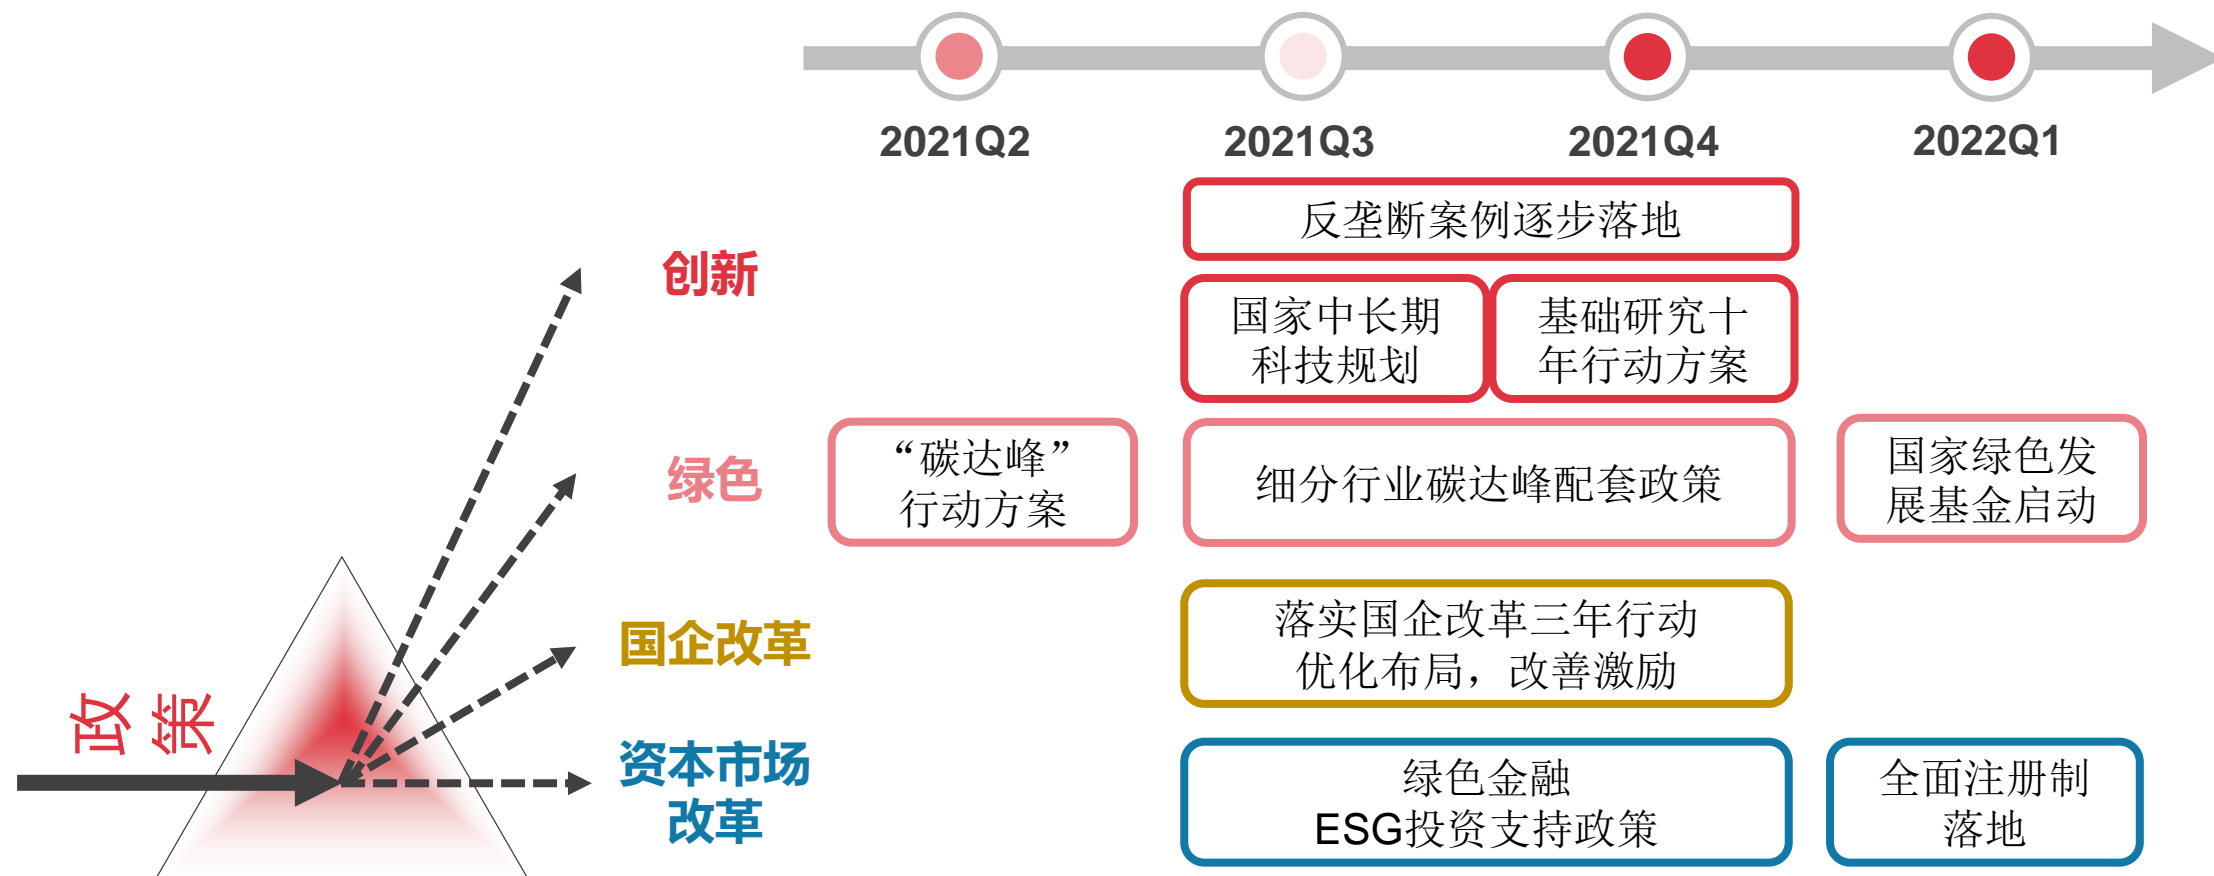 2021Q2
2021Q3
2021Q4
2022Q1
反垄断案例逐步落地
创新
国家中长期
科技规划
基础研究十
年行动方案
绿色
“碳达峰”
行动方案
细分行业碳达峰配套政策
国家绿色发
展基金启动
国企改革
落实国企改革三年行动
优化布局，改善激励
政策
资本市场
改革
绿色金融
ESG投资支持政策
全面注册制
落地